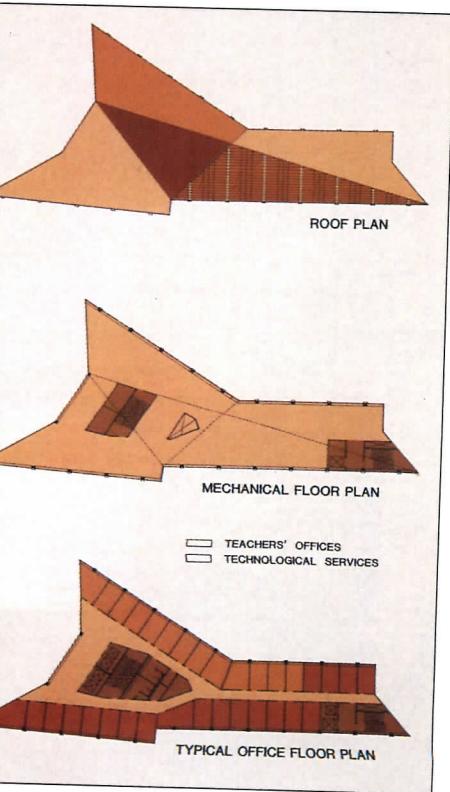 ROOF PLAN
MECHANICAL FLOOR PLAN
TEACHERS' OFFICES
TECHNOLOGICAL SERVICES
TYPICAL OFFICE FLOOR PLAN